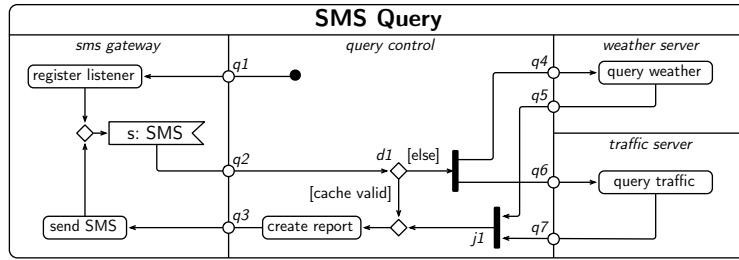 SMS Query
sms gateway
query control
weather server
register listener
q1
q4
query weather
q5
s: SMS
traffic server
q2
d1
[else]
q6
query traffic
[cache valid]
send SMS
q3
create report
j1
q7